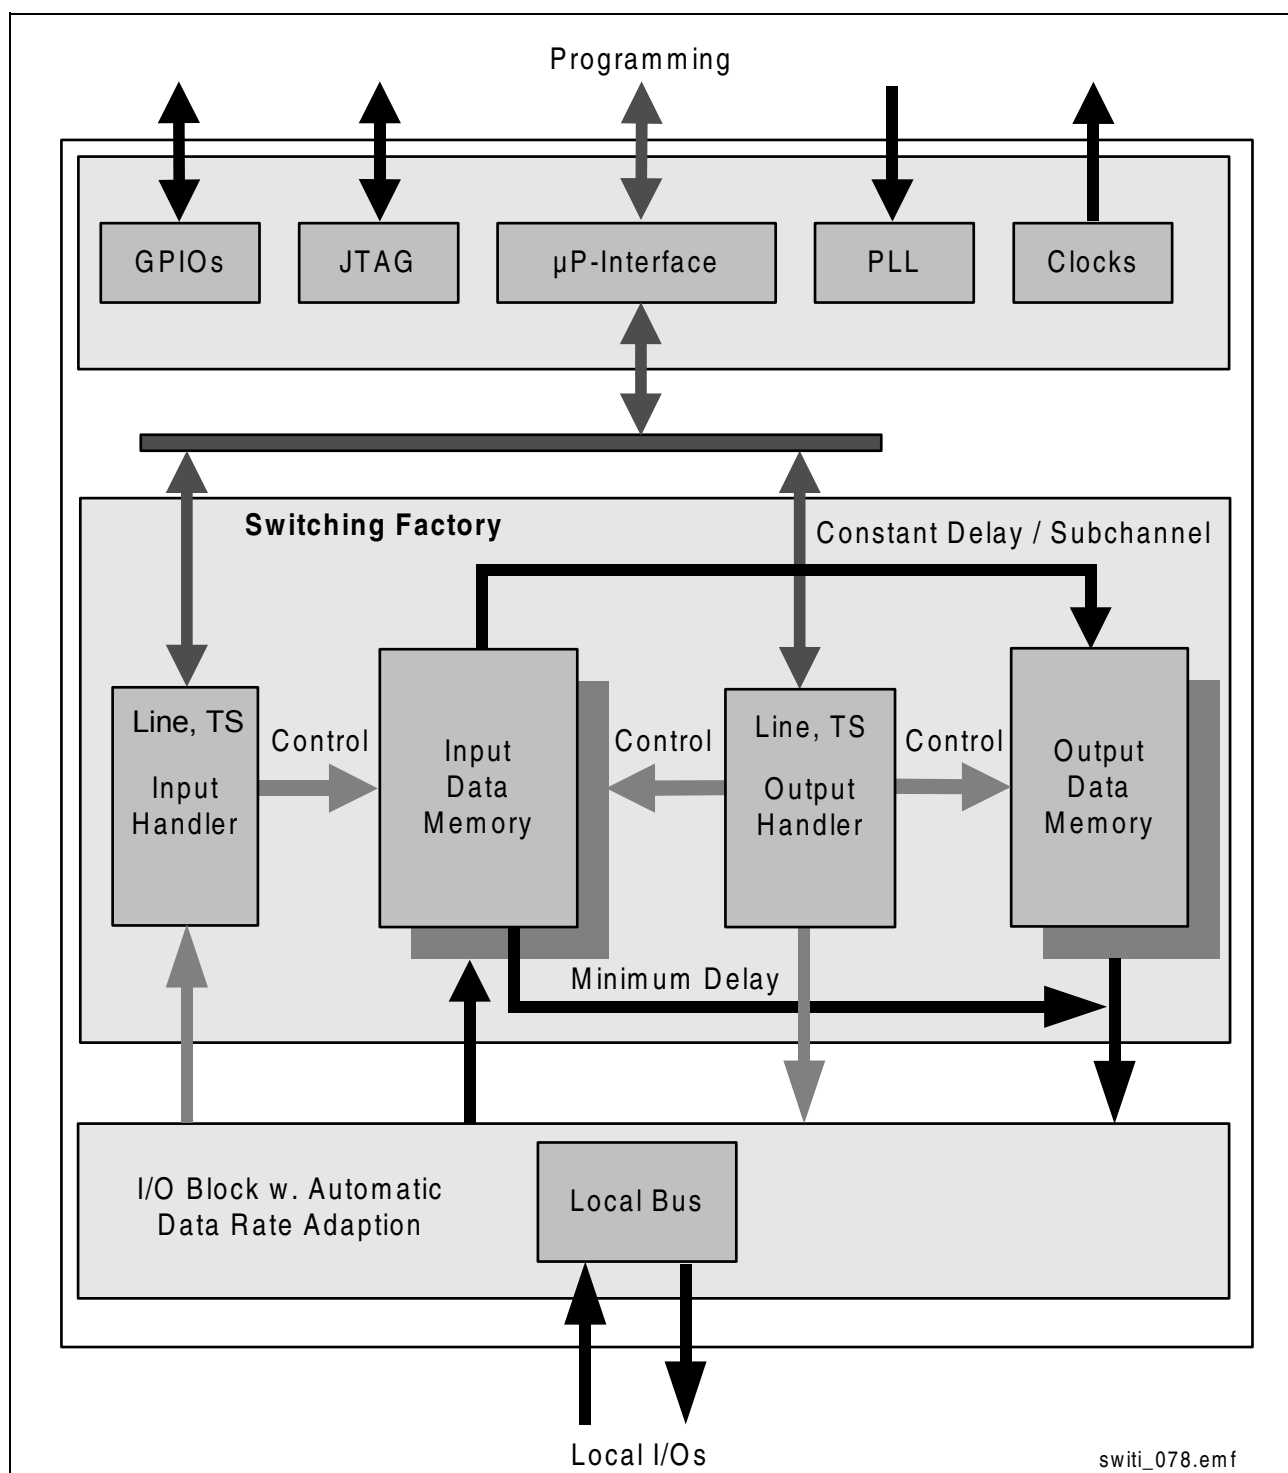 Programming
GPIOs
JTAG
µP-Interface
PLL
Clocks
Switching Factory
Constant Delay / Subchannel
Line, TS
Input
Handler
Control
Input
Data
Memory
Control
Line, TS
Output
Handler
Control
Output
Data
Memory
Minimum Delay
I/O Block w. Automatic
Data Rate Adaption
Local Bus
Local I/Os
switi_078.emf